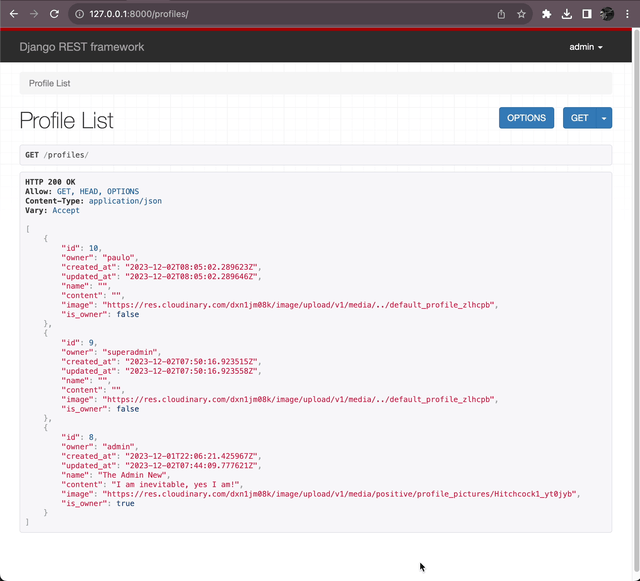 127.0.0.1:8000/profiles/
Django REST framework
admin
Profile List
Profile List
OPTIONS
GET
GET /profiles/
HTTP 200 OK
Allow: GET, HEAD, OPTIONS
Content-Type: application/json
Vary: Accept
[
{
"id": 10,
"owner": "paulo",
"created_at": "2023-12-02T08:05:02.289623Z",
"updated_at": "2023-12-02T08:05:02.289646Z",
"name": "",
"content": "",
"image": "https://res.cloudinary.com/dxn1jm08k/image/upload/v1/media/../default_profile_zlhcpb",
"is_owner": false
},
{
"id": 9,
"owner": "superadmin",
"created_at": "2023-12-02T07:50:16.923515Z",
"updated_at": "2023-12-02T07:50:16.923558Z",
"name": "",
"content": "",
"image": "https://res.cloudinary.com/dxn1jm08k/image/upload/v1/media/../default_profile_zlhcpb",
"is_owner": false
},
{
"id": 8,
"owner": "admin",
"created_at": "2023-12-01T22:06:21.425967Z",
"updated_at": "2023-12-02T07:44:09.777621Z",
"name": "The Admin New",
"content": "I am inevitable, yes I am!",
"image": "https://res.cloudinary.com/dxn1jm08k/image/upload/v1/media/positive/profile_pictures/Hitchcock1_yt0jyb",
"is_owner": true
}
]